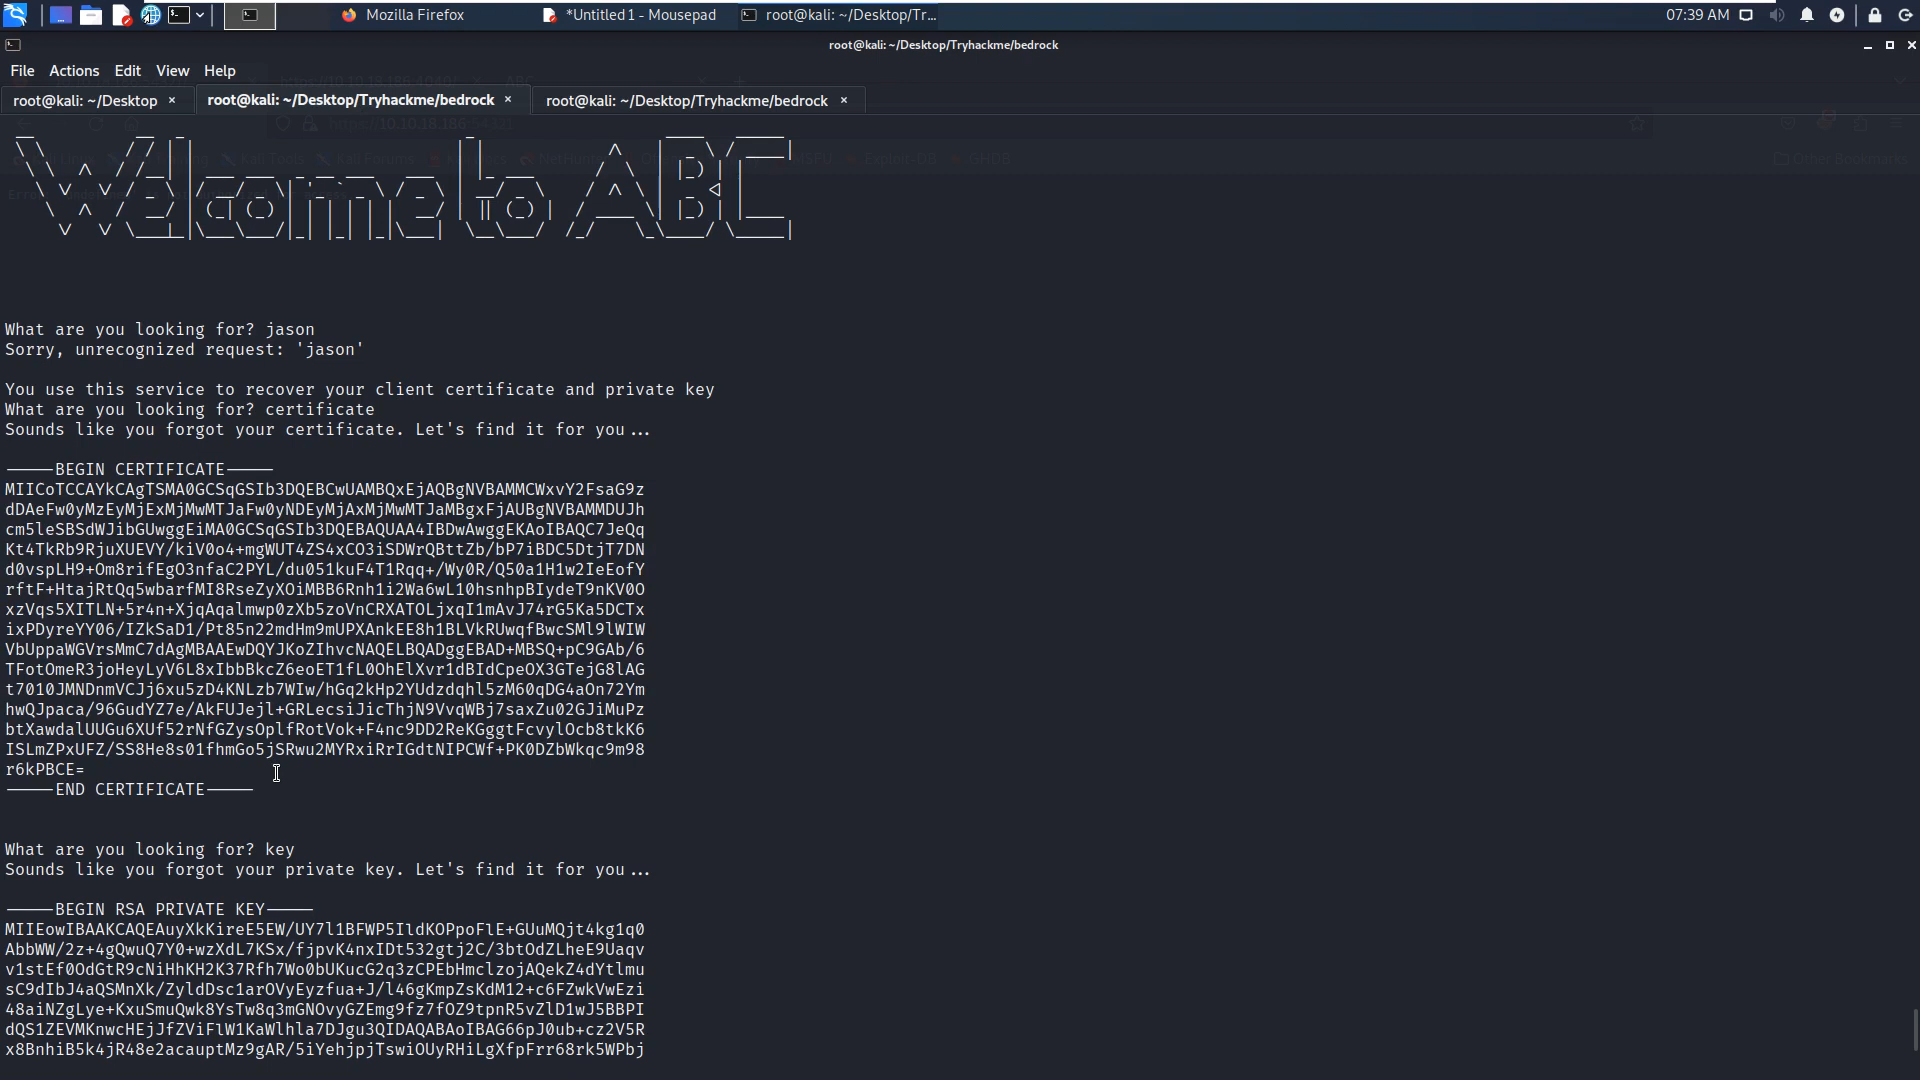 Mozilla Firefox
*Untitled 1 - Mousepad
root@kali: ~/Desktop/Tr...
07:39 AM
root@kali: ~/Desktop/Tryhackme/bedrock
File Actions Edit View Help
root@kali: ~/Desktop ×
root@kali: ~/Desktop/Tryhackme/bedrock ×
root@kali: ~/Desktop/Tryhackme/bedrock ×
Welcome to ABC
What are you looking for? jason
Sorry, unrecognized request: 'jason'
You use this service to recover your client certificate and private key
What are you looking for? certificate
Sounds like you forgot your certificate. Let's find it for you...
-----BEGIN CERTIFICATE-----
MIICoTCCAYkCAgTSMA0GCSqGSIb3DQEBCwUAMBQxEjAQBgNVBAMMCWxvY2FsaG9z
dDAeFw0yMzEyMjExMjMwMTJaFw0yNDEyMjAxMjMwMTJaMBgxFjAUBgNVBAMMDUJh
cm5leSBSdWJibGUwggEiMA0GCSqGSIb3DQEBAQUAA4IBDwAwggEKAoIBAQC7JeQq
Kt4TkRb9RjuXUEVY/kiV0o4+mgWUT4ZS4xCO3iSDWrQBttZb/bP7iBDC5DtjT7DN
d0vspLH9+Om8rifEgO3nfaC2PYL/du051kuF4T1Rqq+/Wy0R/Q50a1H1w2IeEofY
rftF+HtajRtQq5wbarfMI8RseZyXOiMBB6Rnh1i2Wa6wL10hsnhpBIydeT9nKV0O
xzVqs5XITLN+5r4n+XjqAqalmwp0zXb5zoVnCRXATOLjxqI1mAvJ74rG5Ka5DCTx
ixPDyreYY06/IZkSaD1/Pt85n22mdHm9mUPXAnkEE8h1BLVkRUwqfBwcSMl9lWIW
VbUppaWGVrsMmC7dAgMBAAEwDQYJKoZIhvcNAQELBQADggEBAD+MBSQ+pC9GAb/6
TFotOmeR3joHeyLyV6L8xIbbBkcZ6eoET1fL0OhElXvr1dBIdCpeOX3GTejG8lAG
t7010JMNDnmVCJj6xu5zD4KNLzb7WIw/hGq2kHp2YUdzdqhl5zM60qDG4aOn72Ym
hwQJpaca/96GudYZ7e/AkFUJejl+GRLecsiJicThjN9VvqWBj7saxZu02GJiMuPz
btXawdalUUGu6XUf52rNfGZysOplfRotVok+F4nc9DD2ReKGggtFcvylOcb8tkK6
ISLmZPxUFZ/SS8He8s01fhmGo5jSRwu2MYRxiRrIGdtNIPCWf+PK0DZbWkqc9m98
r6kPBCE=
-----END CERTIFICATE-----
What are you looking for? key
Sounds like you forgot your private key. Let's find it for you...
-----BEGIN RSA PRIVATE KEY-----
MIIEowIBAAKCAQEAuyXkKireE5EW/UY7l1BFWP5IldKOPpoFlE+GUuMQjt4kg1q0
AbbWW/2z+4gQwuQ7Y0+wzXdL7KSx/fjpvK4nxIDt532gtj2C/3btOdZLheE9Uaqv
v1stEf0OdGtR9cNiHhKH2K37Rfh7Wo0bUKucG2q3zCPEbHmclzojAQekZ4dYtlmu
sC9dIbJ4aQSMnXk/ZyldDsc1arOVyEyzfua+J/l46gKmpZsKdM12+c6FZwkVwEzi
48aiNZgLye+KxuSmuQwk8YsTw8q3mGNOvyGZEmg9fz7fOZ9tpnR5vZlD1wJ5BBPI
dQS1ZEVMKnwcHEjJfZViFlW1KaWlhla7DJgu3QIDAQABAoIBAG66pJ0ub+cz2V5R
x8BnhiB5k4jR48e2acauptMz9gAR/5iYehjpjTswiOUyRHiLgXfpFrr68rk5WPbj